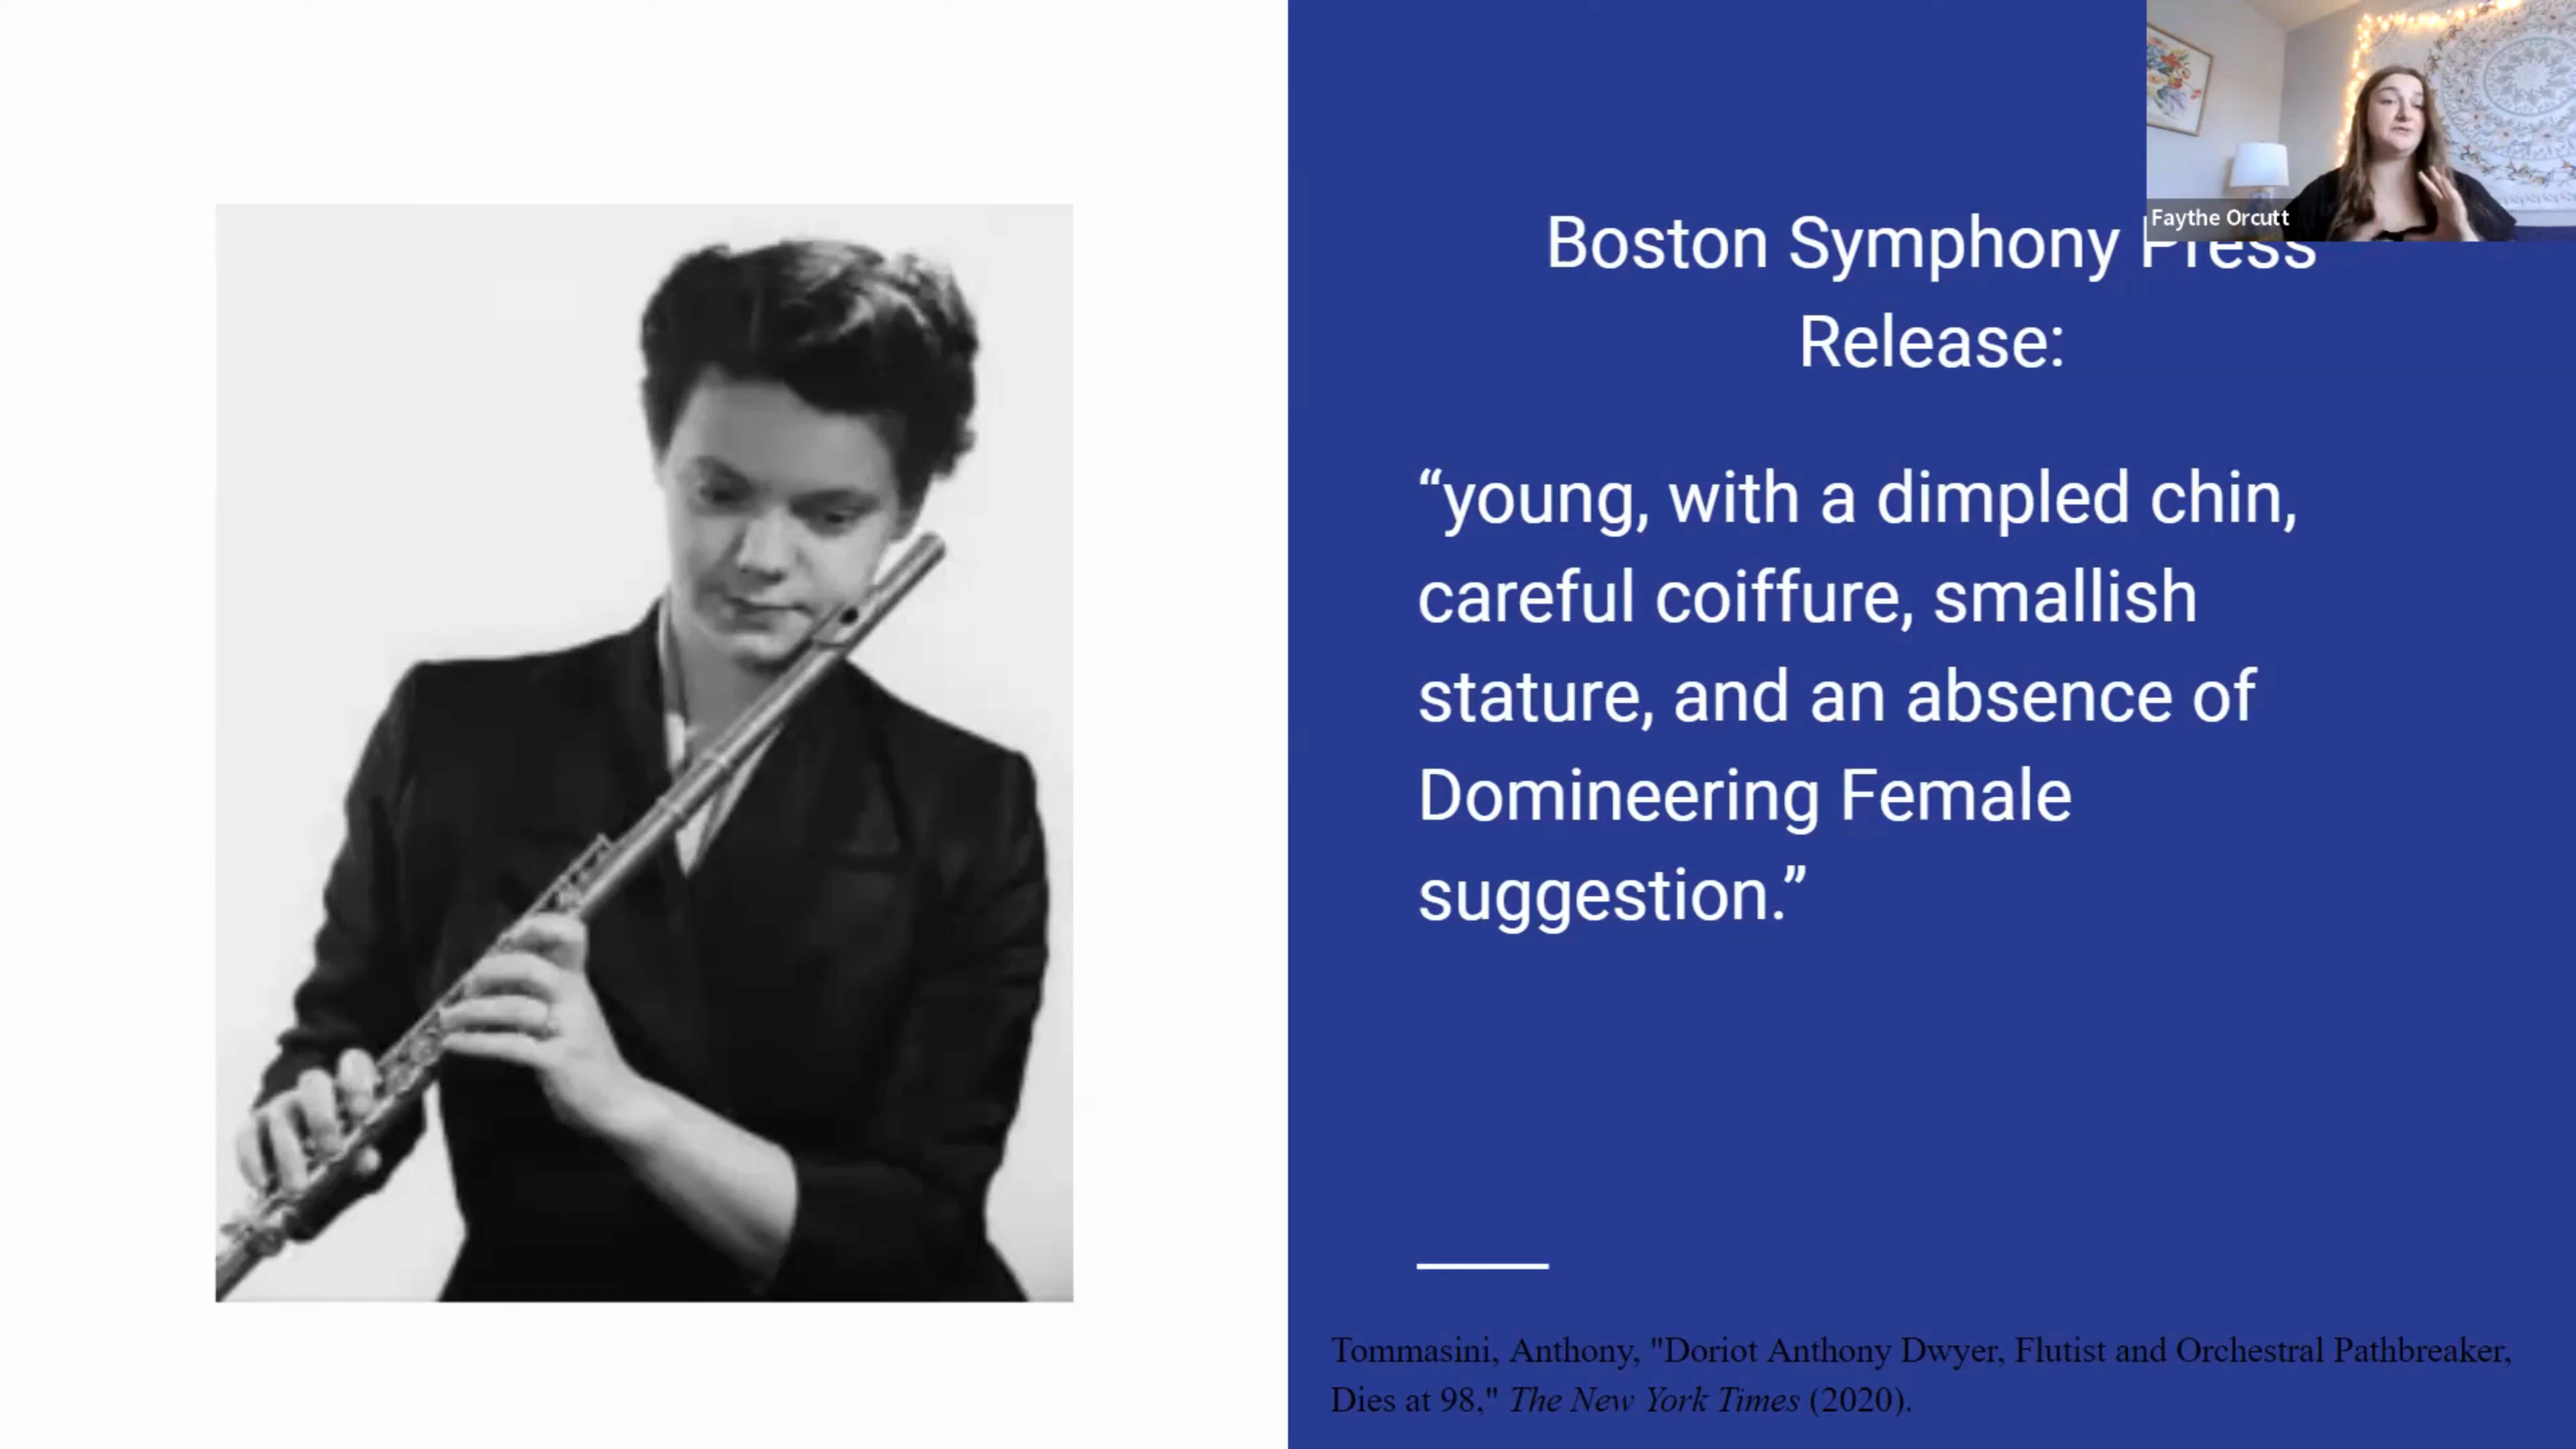 Faythe Orcutt
Boston Symphony Press
Release:
“young, with a dimpled chin,
careful coiffure, smallish
stature, and an absence of
Domineering Female
suggestion.”
Tommasini, Anthony, "Doriot Anthony Dwyer, Flutist and Orchestral Pathbreaker,
Dies at 98," The New York Times (2020).